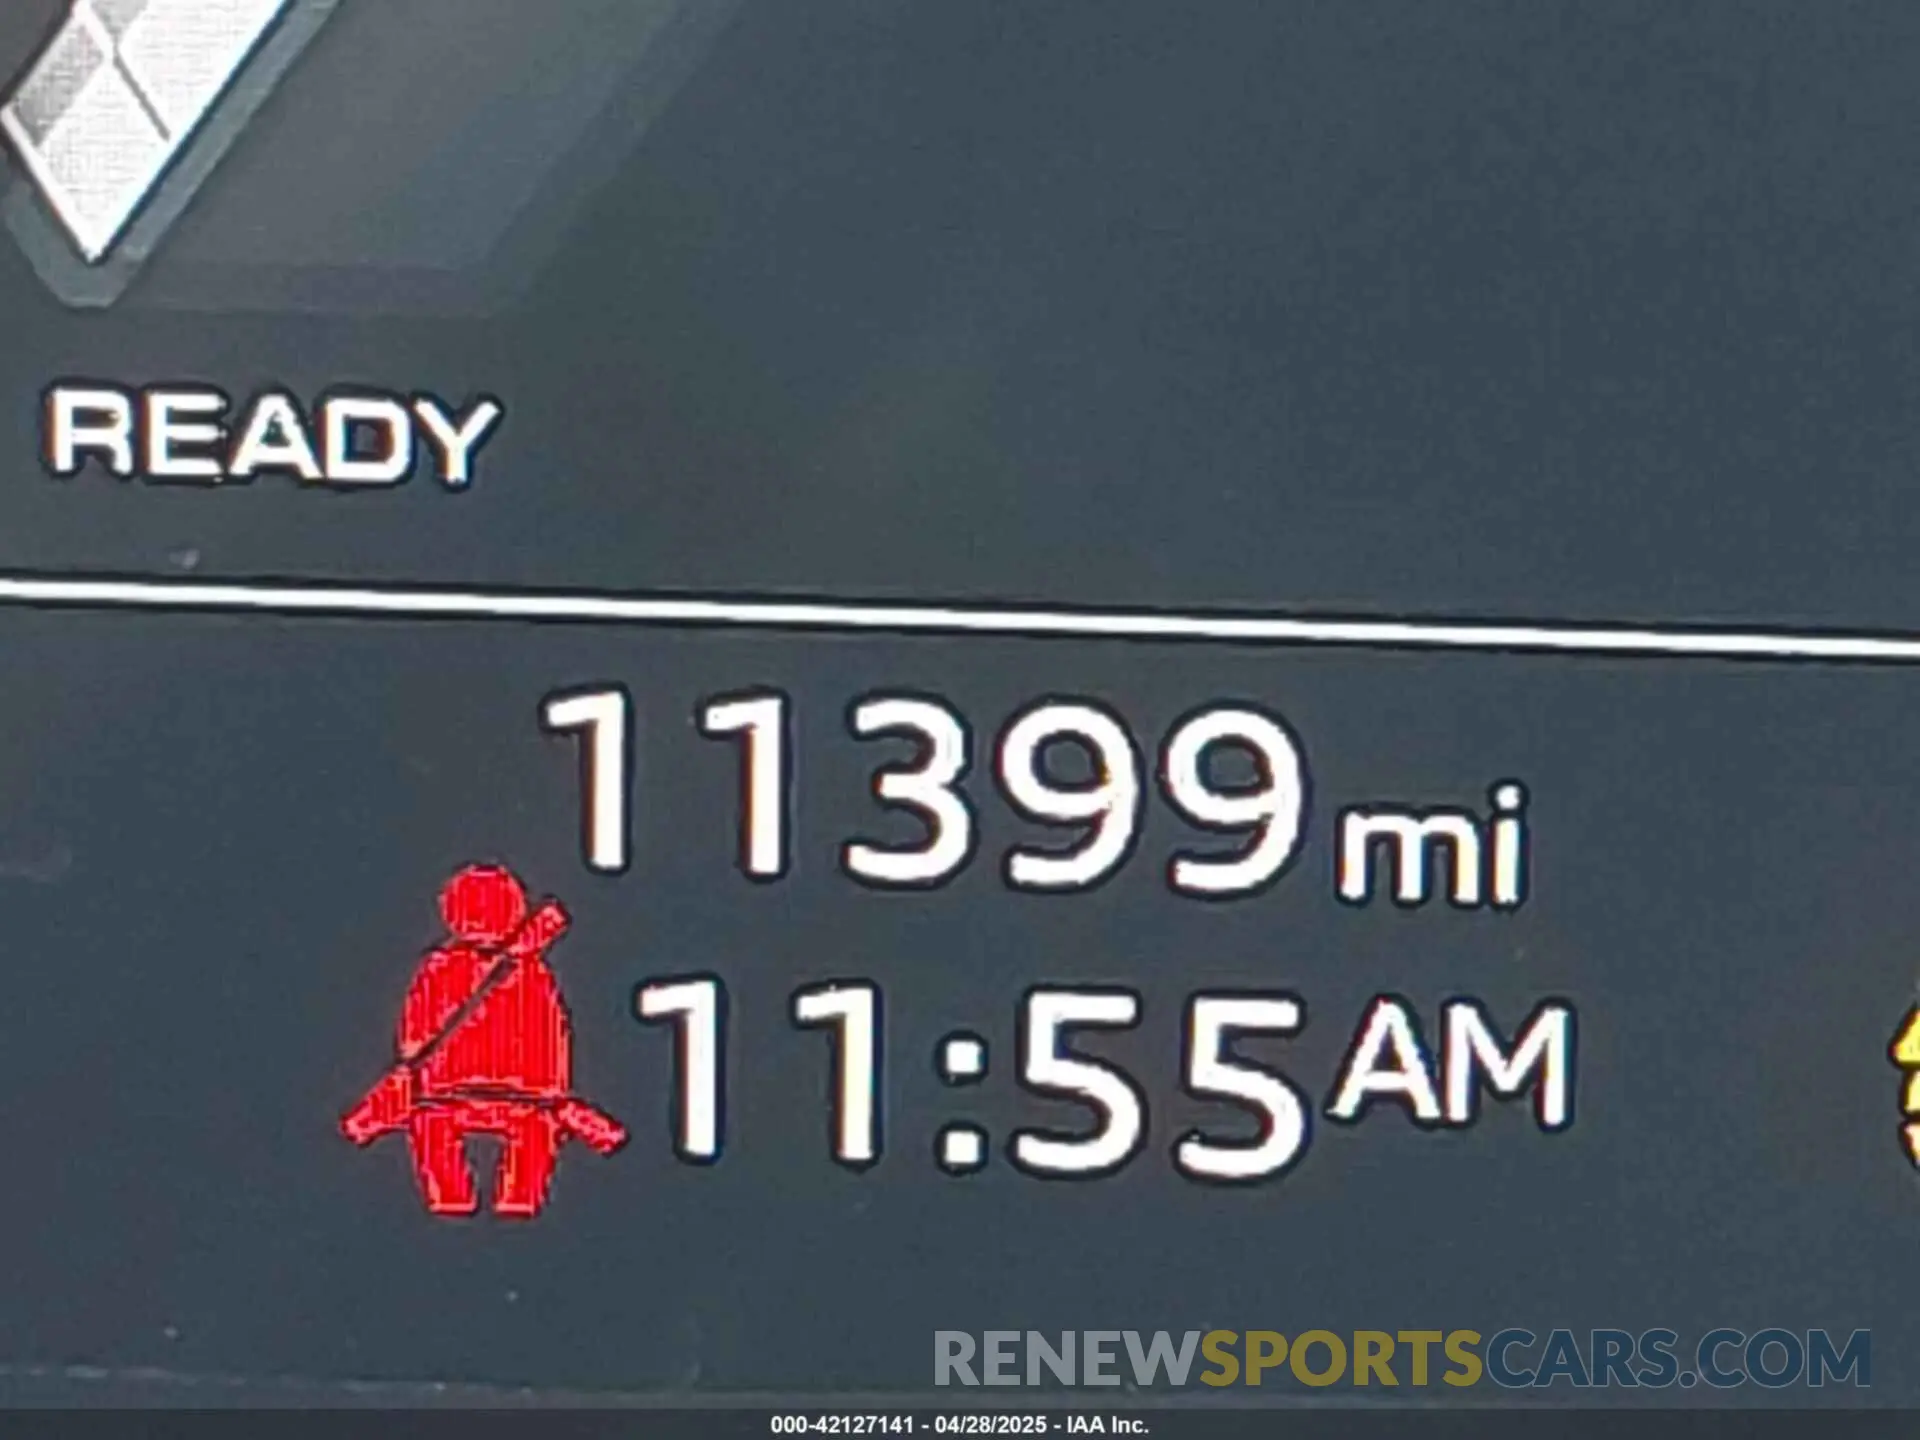 READY
11399 mi
11:55 AM
RENEWSPORTSCARS.COM
000-42127141 - 04/28/2025 - IAA Inc.